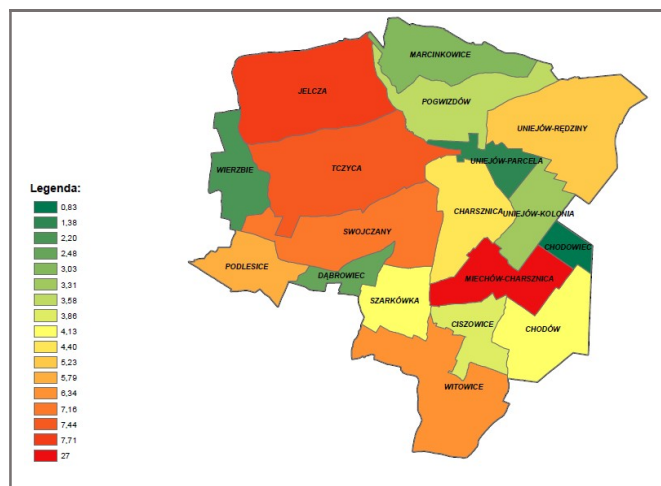 MARCINKOWICE
JELCZA
POGWIZDÓW
UNIEJÓW-RĘDZINY
UNIEJÓW-PARCELA
WIERZBIE
TCZYCA
CHARSZNICA
UNIEJÓW-KOLONIA
SWOJCZANY
CHODOWIEC
PODLESICE
DĄBROWIEC
MIECHÓW-CHARSZNICA
SZARKÓWKA
CISZOWICE
CHODÓW
WITOWICE
Legenda:
0,83
1,38
2,20
2,48
3,03
3,31
3,58
3,86
4,13
4,40
5,23
5,79
6,34
7,16
7,44
7,71
27